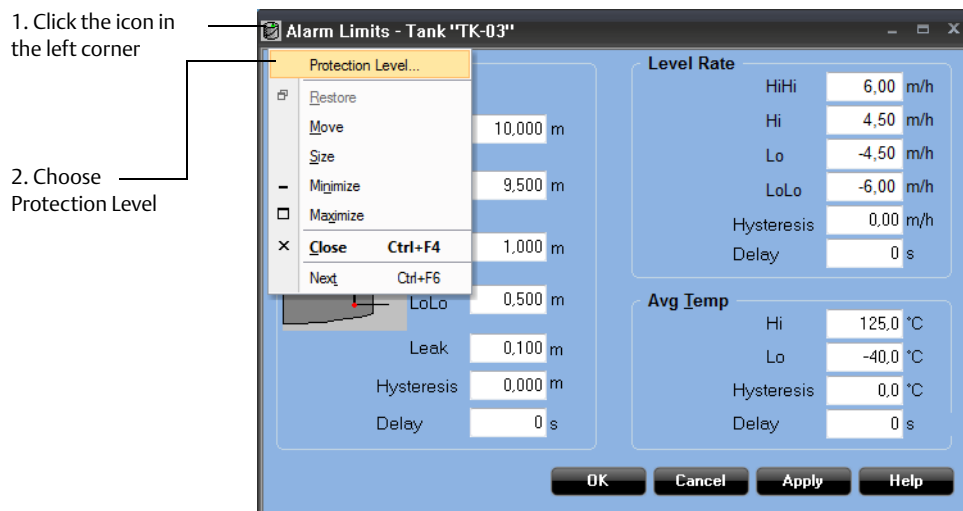 1. Click the icon in
the left corner
2. Choose
Protection Level
Alarm Limits - Tank "TK-03"
Protection Level...
Restore
Move
Size
Minimize
Maximize
Close Ctrl+F4
Next Ctrl+F6
10,000 m
9,500 m
1,000 m
LoLo 0,500 m
Leak 0,100 m
Hysteresis 0,000 m
Delay 0 s
Level Rate
HiHi 6,00 m/h
Hi 4,50 m/h
Lo -4,50 m/h
LoLo -6,00 m/h
Hysteresis 0,00 m/h
Delay 0 s
Avg Temp
Hi 125,0 °C
Lo -40,0 °C
Hysteresis 0,0 °C
Delay 0 s
OK Cancel Apply Help